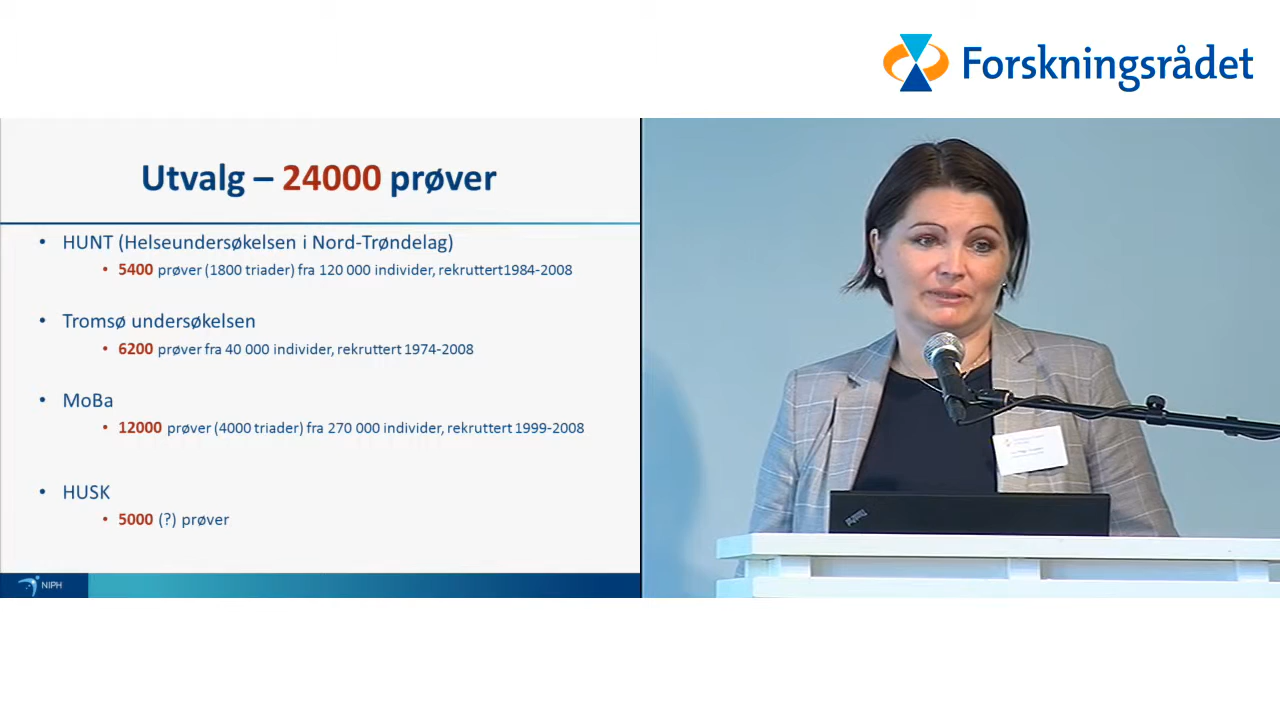 Forskningsrådet
Utvalg – 24000 prøver
• HUNT (Helseundersøkelsen i Nord-Trøndelag)
• 5400 prøver (1800 triader) fra 120 000 individer, rekruttert1984-2008
• Tromsø undersøkelsen
• 6200 prøver fra 40 000 individer, rekruttert 1974-2008
• MoBa
• 12000 prøver (4000 triader) fra 270 000 individer, rekruttert 1999-2008
• HUSK
• 5000 (?) prøver
NIPH
ThinkPad